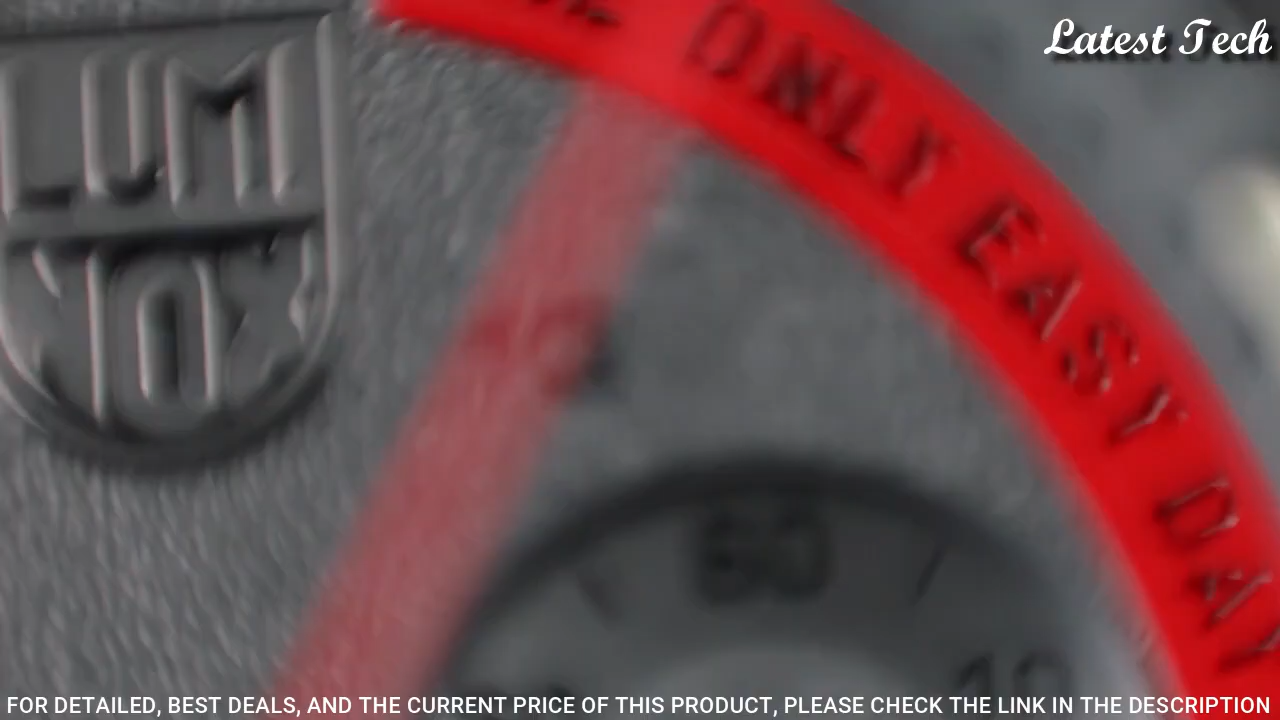 Latest Tech
LUMI
NOX
ONLY EASY DAY
60
10
FOR DETAILED, BEST DEALS, AND THE CURRENT PRICE OF THIS PRODUCT, PLEASE CHECK THE LINK IN THE DESCRIPTION